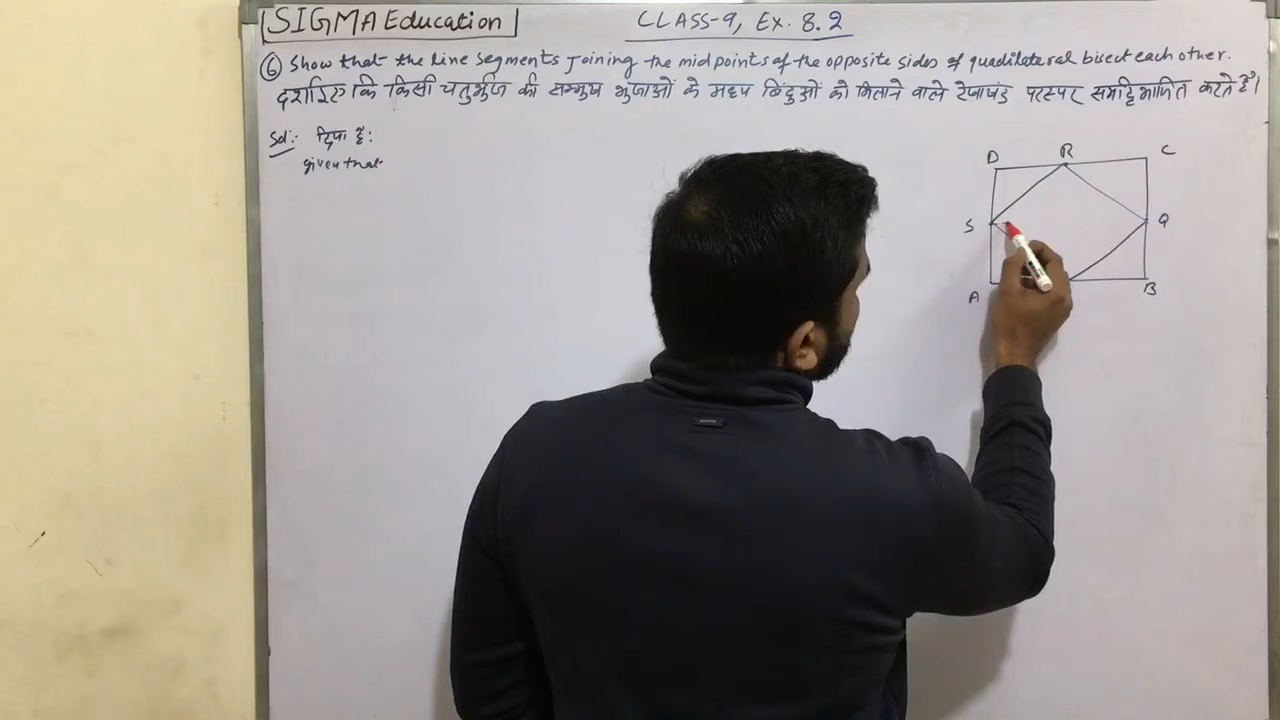 SIGMA Education
CLASS-9, Ex. 8.2
⑥ Show that the line segments joining the mid points of the opposite sides of quadilateral bisect each other.
दर्शाइए कि किसी चतुर्भुज की सम्मुख भुजाओं के मध्य बिंदुओं को मिलाने वाले रेखाखंड परस्पर समद्विभाजित करते हैं।
Sol:- दिया है:
given that
D R C
S Q
A B